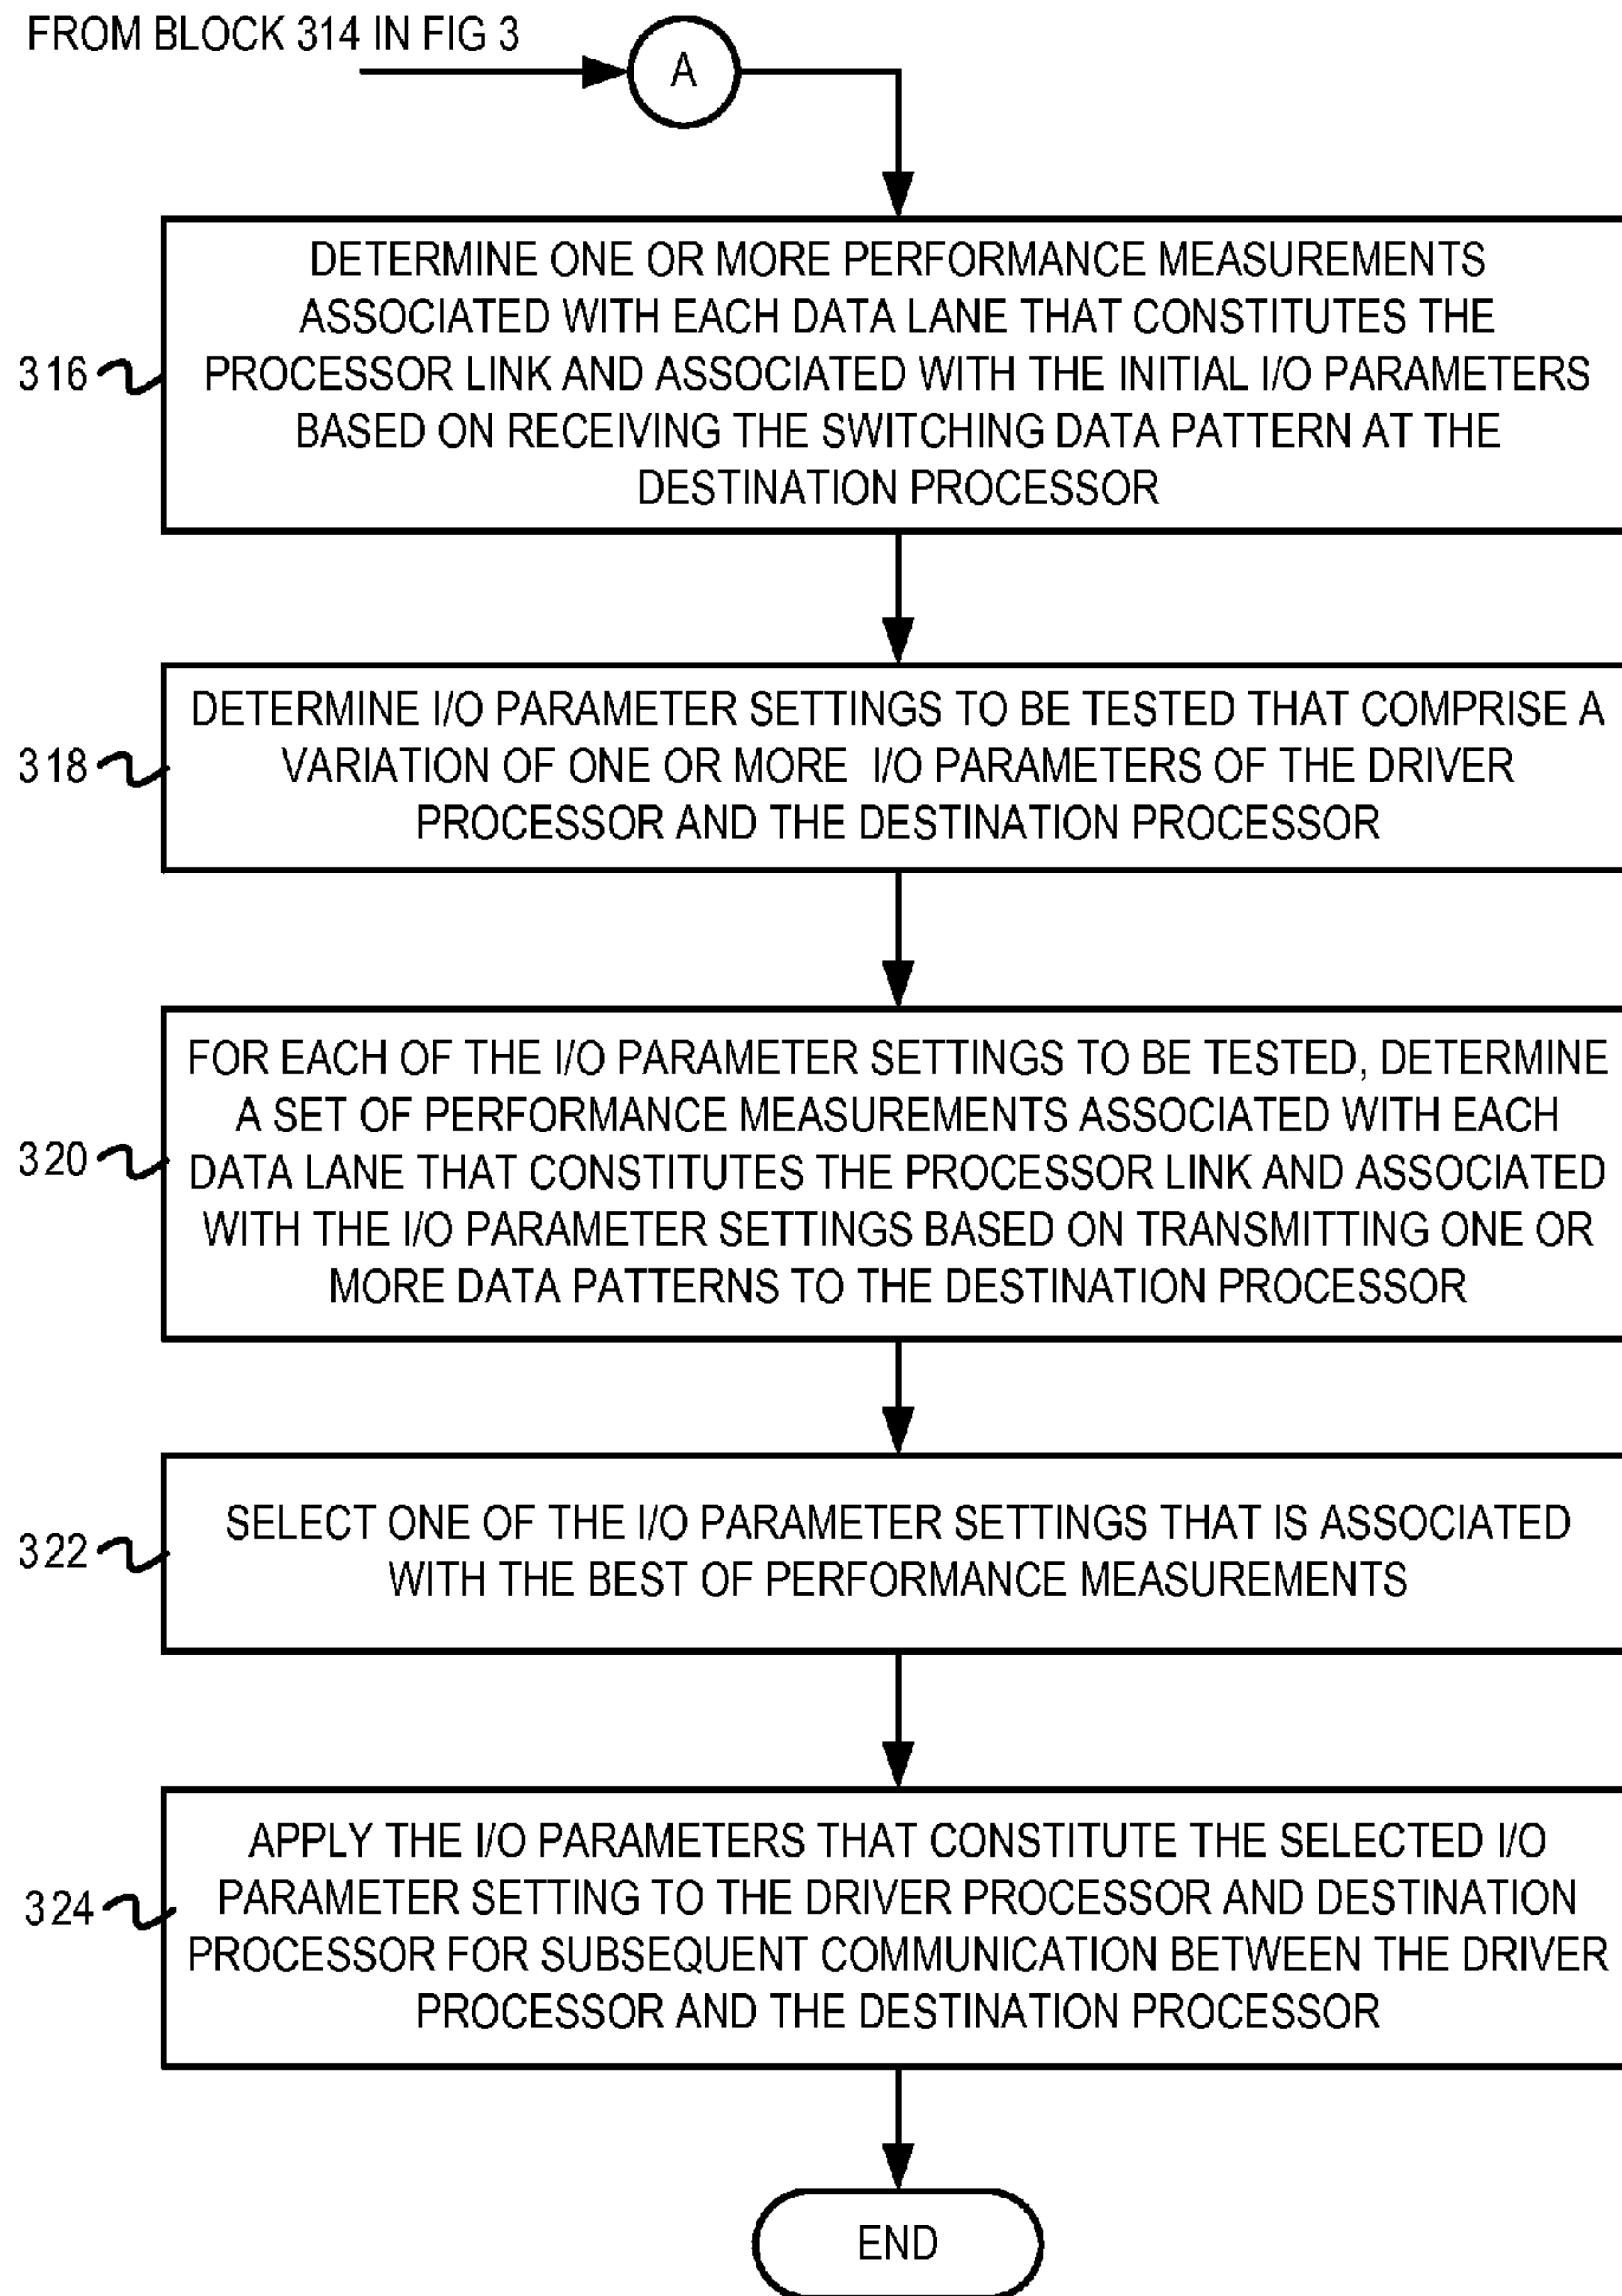 FROM BLOCK 314 IN FIG 3
A
DETERMINE ONE OR MORE PERFORMANCE MEASUREMENTS
ASSOCIATED WITH EACH DATA LANE THAT CONSTITUTES THE
316
PROCESSOR LINK AND ASSOCIATED WITH THE INITIAL I/O PARAMETERS
BASED ON RECEIVING THE SWITCHING DATA PATTERN AT THE
DESTINATION PROCESSOR
DETERMINE I/O PARAMETER SETTINGS TO BE TESTED THAT COMPRISE A
318
VARIATION OF ONE OR MORE I/O PARAMETERS OF THE DRIVER
PROCESSOR AND THE DESTINATION PROCESSOR
FOR EACH OF THE I/O PARAMETER SETTINGS TO BE TESTED, DETERMINE
A SET OF PERFORMANCE MEASUREMENTS ASSOCIATED WITH EACH
320
DATA LANE THAT CONSTITUTES THE PROCESSOR LINK AND ASSOCIATED
WITH THE I/O PARAMETER SETTINGS BASED ON TRANSMITTING ONE OR
MORE DATA PATTERNS TO THE DESTINATION PROCESSOR
322
SELECT ONE OF THE I/O PARAMETER SETTINGS THAT IS ASSOCIATED
WITH THE BEST OF PERFORMANCE MEASUREMENTS
APPLY THE I/O PARAMETERS THAT CONSTITUTE THE SELECTED I/O
324
PARAMETER SETTING TO THE DRIVER PROCESSOR AND DESTINATION
PROCESSOR FOR SUBSEQUENT COMMUNICATION BETWEEN THE DRIVER
PROCESSOR AND THE DESTINATION PROCESSOR
END